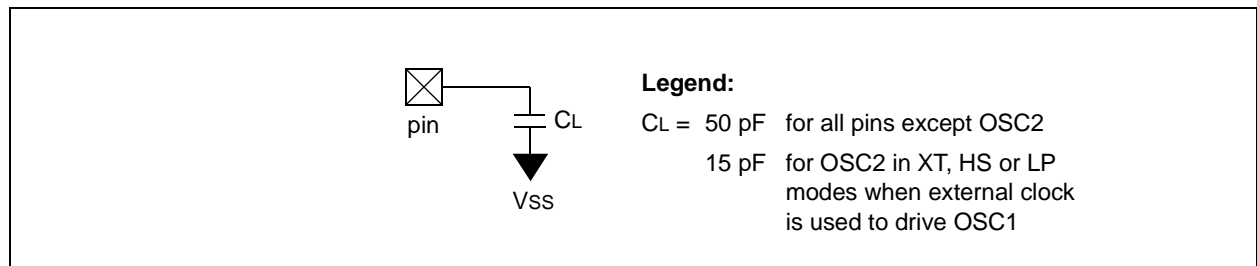 pin
CL
VSS
Legend:
CL = 50 pF for all pins except OSC2
15 pF for OSC2 in XT, HS or LP
modes when external clock
is used to drive OSC1